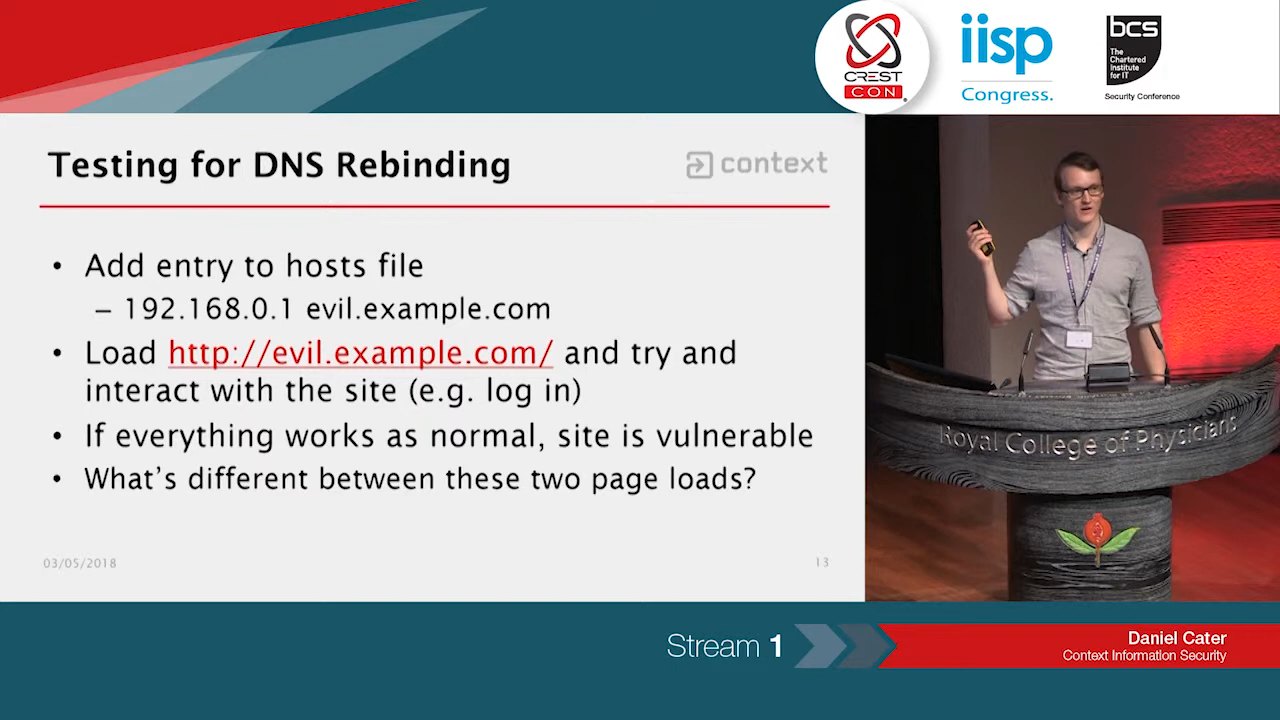 CREST
CON
iisp
Congress.
bcs
The
Chartered
Institute
for IT
Security Conference
Testing for DNS Rebinding
context
• Add entry to hosts file
– 192.168.0.1 evil.example.com
• Load http://evil.example.com/ and try and
interact with the site (e.g. log in)
• If everything works as normal, site is vulnerable
• What’s different between these two page loads?
03/05/2018
13
Royal College of Physicians
Stream 1
Daniel Cater
Context Information Security